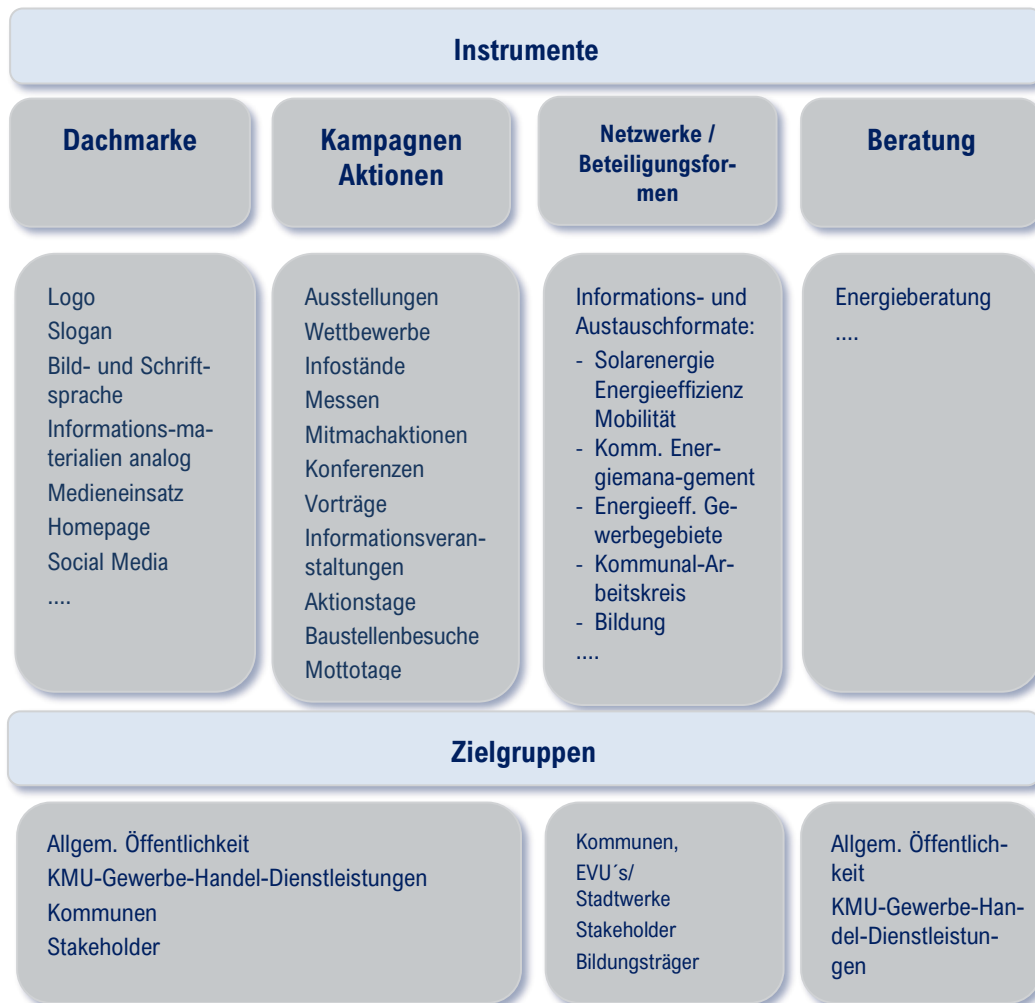 Instrumente
Dachmarke
Kampagnen
Aktionen
Netzwerke /
Beteiligungsfor-
men
Beratung
Logo
Slogan
Bild- und Schrift-
sprache
Informations-ma-
terialien analog
Medieneinsatz
Homepage
Social Media
....
Ausstellungen
Wettbewerbe
Infostände
Messen
Mitmachaktionen
Konferenzen
Vorträge
Informationsveran-
staltungen
Aktionstage
Baustellenbesuche
Mottotage
Informations- und
Austauschformate:
- Solarenergie
Energieeffizienz
Mobilität
- Komm. Ener-
giemana-gement
- Energieeff. Ge-
werbegebiete
- Kommunal-Ar-
beitskreis
- Bildung
....
Energieberatung
....
Zielgruppen
Allgem. Öffentlichkeit
KMU-Gewerbe-Handel-Dienstleistungen
Kommunen
Stakeholder
Kommunen,
EVU´s/
Stadtwerke
Stakeholder
Bildungsträger
Allgem. Öffentlich-
keit
KMU-Gewerbe-Han-
del-Dienstleistun-
gen